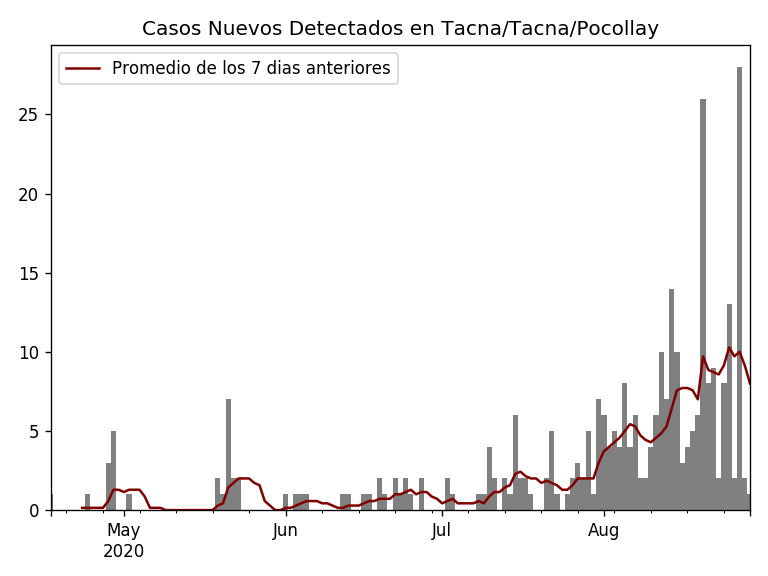 Casos Nuevos Detectados en Tacna/Tacna/Pocollay
Promedio de los 7 dias anteriores
25
20
15
10
5
0
May
2020
Jun
Jul
Aug